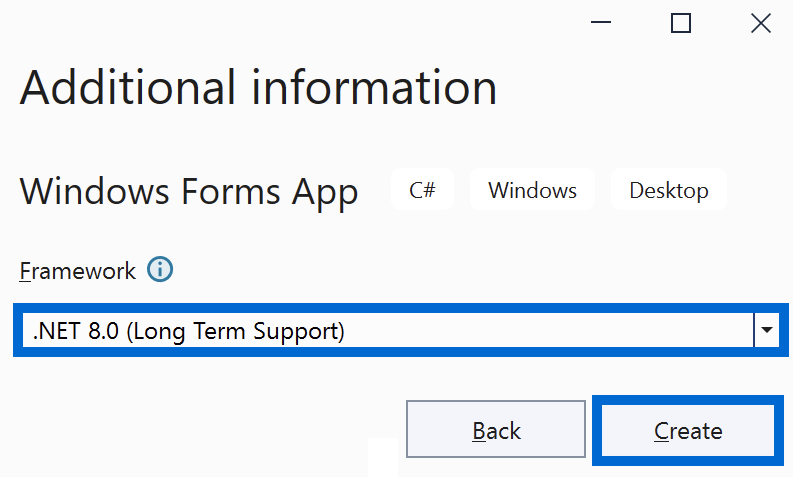 Additional information
Windows Forms App C# Windows Desktop
Framework
.NET 8.0 (Long Term Support)
Back Create